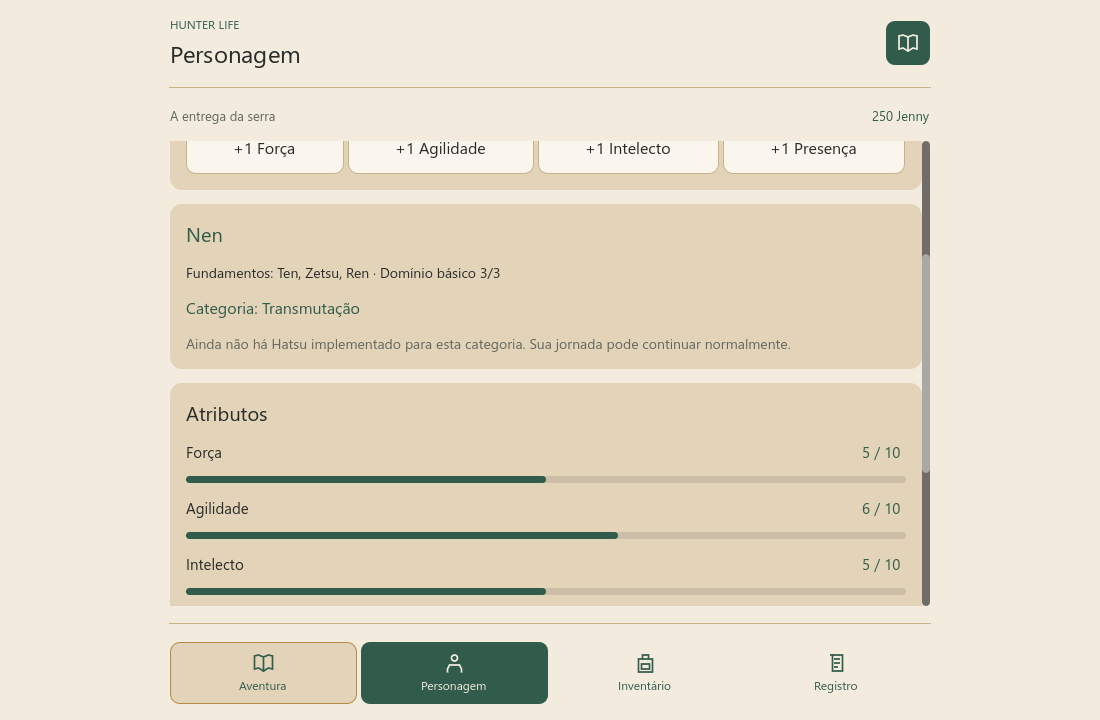 HUNTER LIFE
Personagem
A entrega da serra
250 Jenny
+1 Força
+1 Agilidade
+1 Intelecto
+1 Presença
Nen
Fundamentos: Ten, Zetsu, Ren · Domínio básico 3/3
Categoria: Transmutação
Ainda não há Hatsu implementado para esta categoria. Sua jornada pode continuar normalmente.
Atributos
Força
5 / 10
Agilidade
6 / 10
Intelecto
5 / 10
Aventura
Personagem
Inventário
Registro